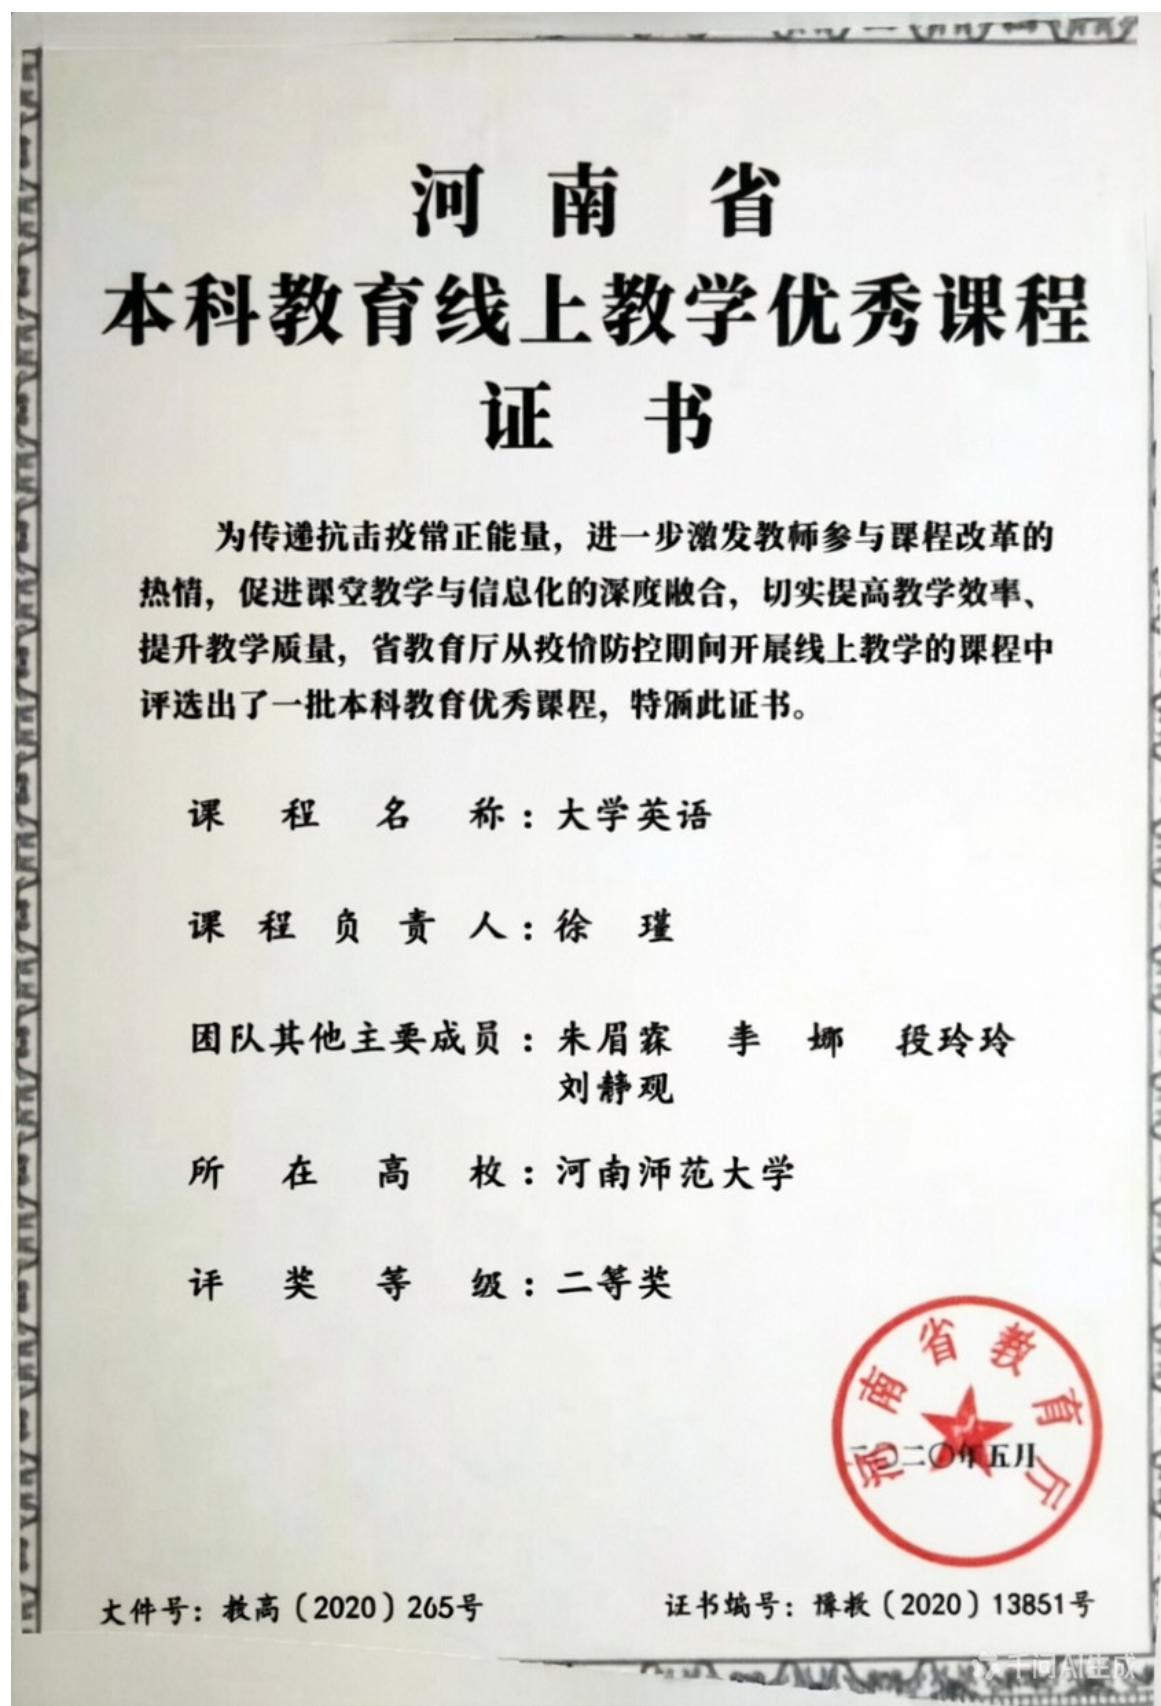 河南省
本科教育线上教学优秀课程
证书
为传递抗击疫常正能量，进一步激发教师参与课程改革的
热情，促进课堂教学与信息化的深度融合，切实提高教学效率、
提升教学质量，省教育厅从疫情防控期间开展线上教学的课程中
评选出了一批本科教育优秀课程，特颁此证书。
课程名称：大学英语
课程负责人：徐 瑾
团队其他主要成员：朱眉霖 李 娜 段玲玲
刘静观
所在高校：河南师范大学
评奖等级：二等奖
河南省教育厅
二〇二〇年五月
文件号：教高〔2020〕265号
证书编号：豫教〔2020〕13851号
千问AI生成